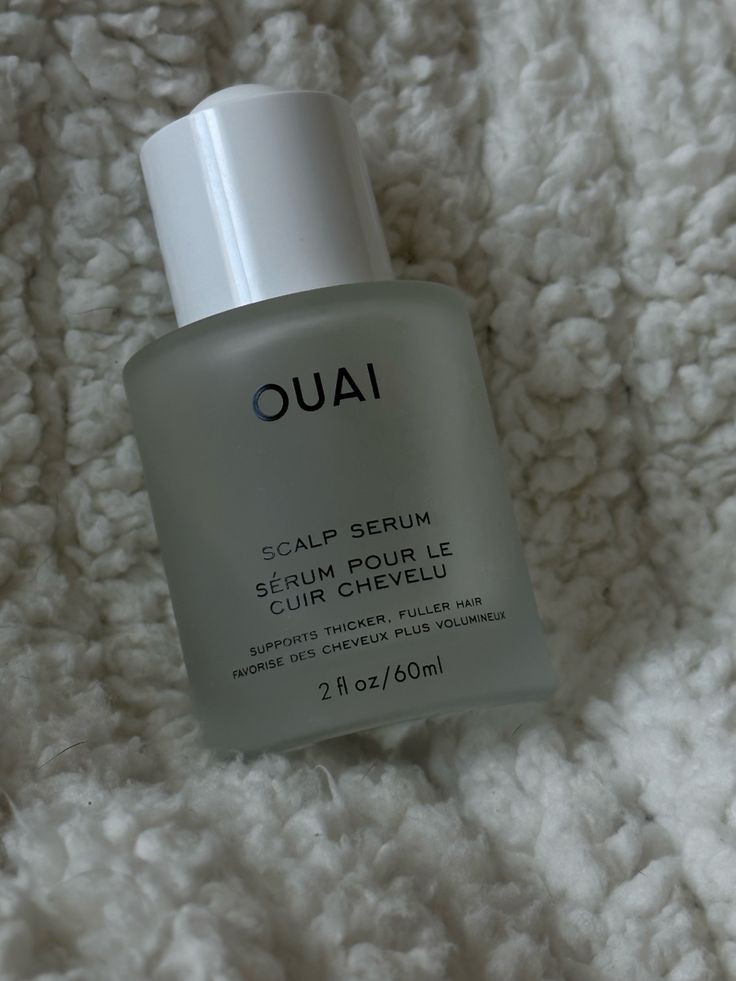 OUAI
SCALP SERUM
SÉRUM POUR LE
CUIR CHEVELU
SUPPORTS THICKER, FULLER HAIR
FAVORISE DES CHEVEUX PLUS VOLUMINEUX
2 fl oz/60ml